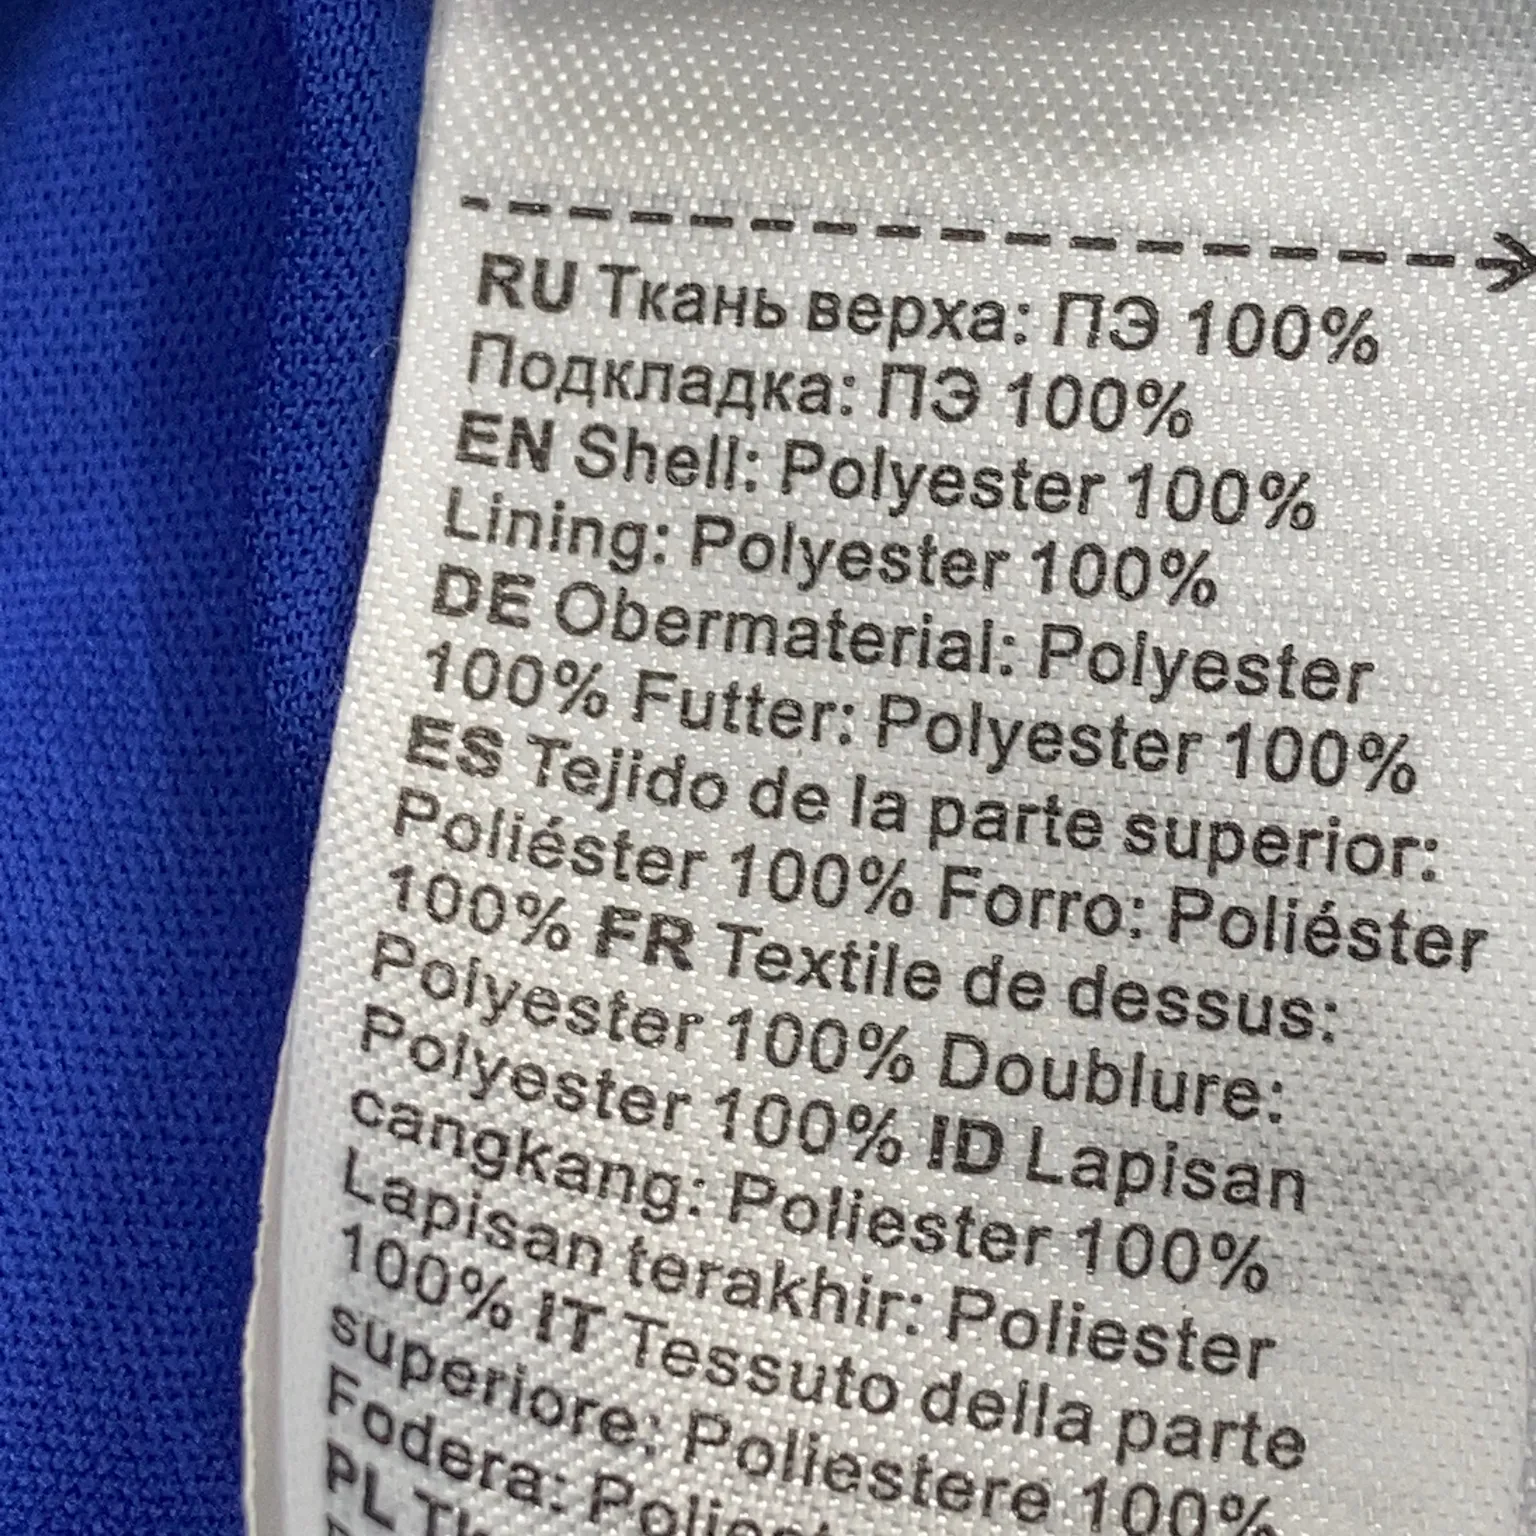 RU Ткань верха: ПЭ 100%
Подкладка: ПЭ 100%
EN Shell: Polyester 100%
Lining: Polyester 100%
DE Obermaterial: Polyester
100% Futter: Polyester 100%
ES Tejido de la parte superior:
Poliéster 100% Forro: Poliéster
100% FR Textile de dessus:
Polyester 100% Doublure:
Polyester 100% ID Lapisan
cangkang: Poliester 100%
Lapisan terakhir: Poliester
100% IT Tessuto della parte
superiore: Poliestere 100%
Fodera:
PL